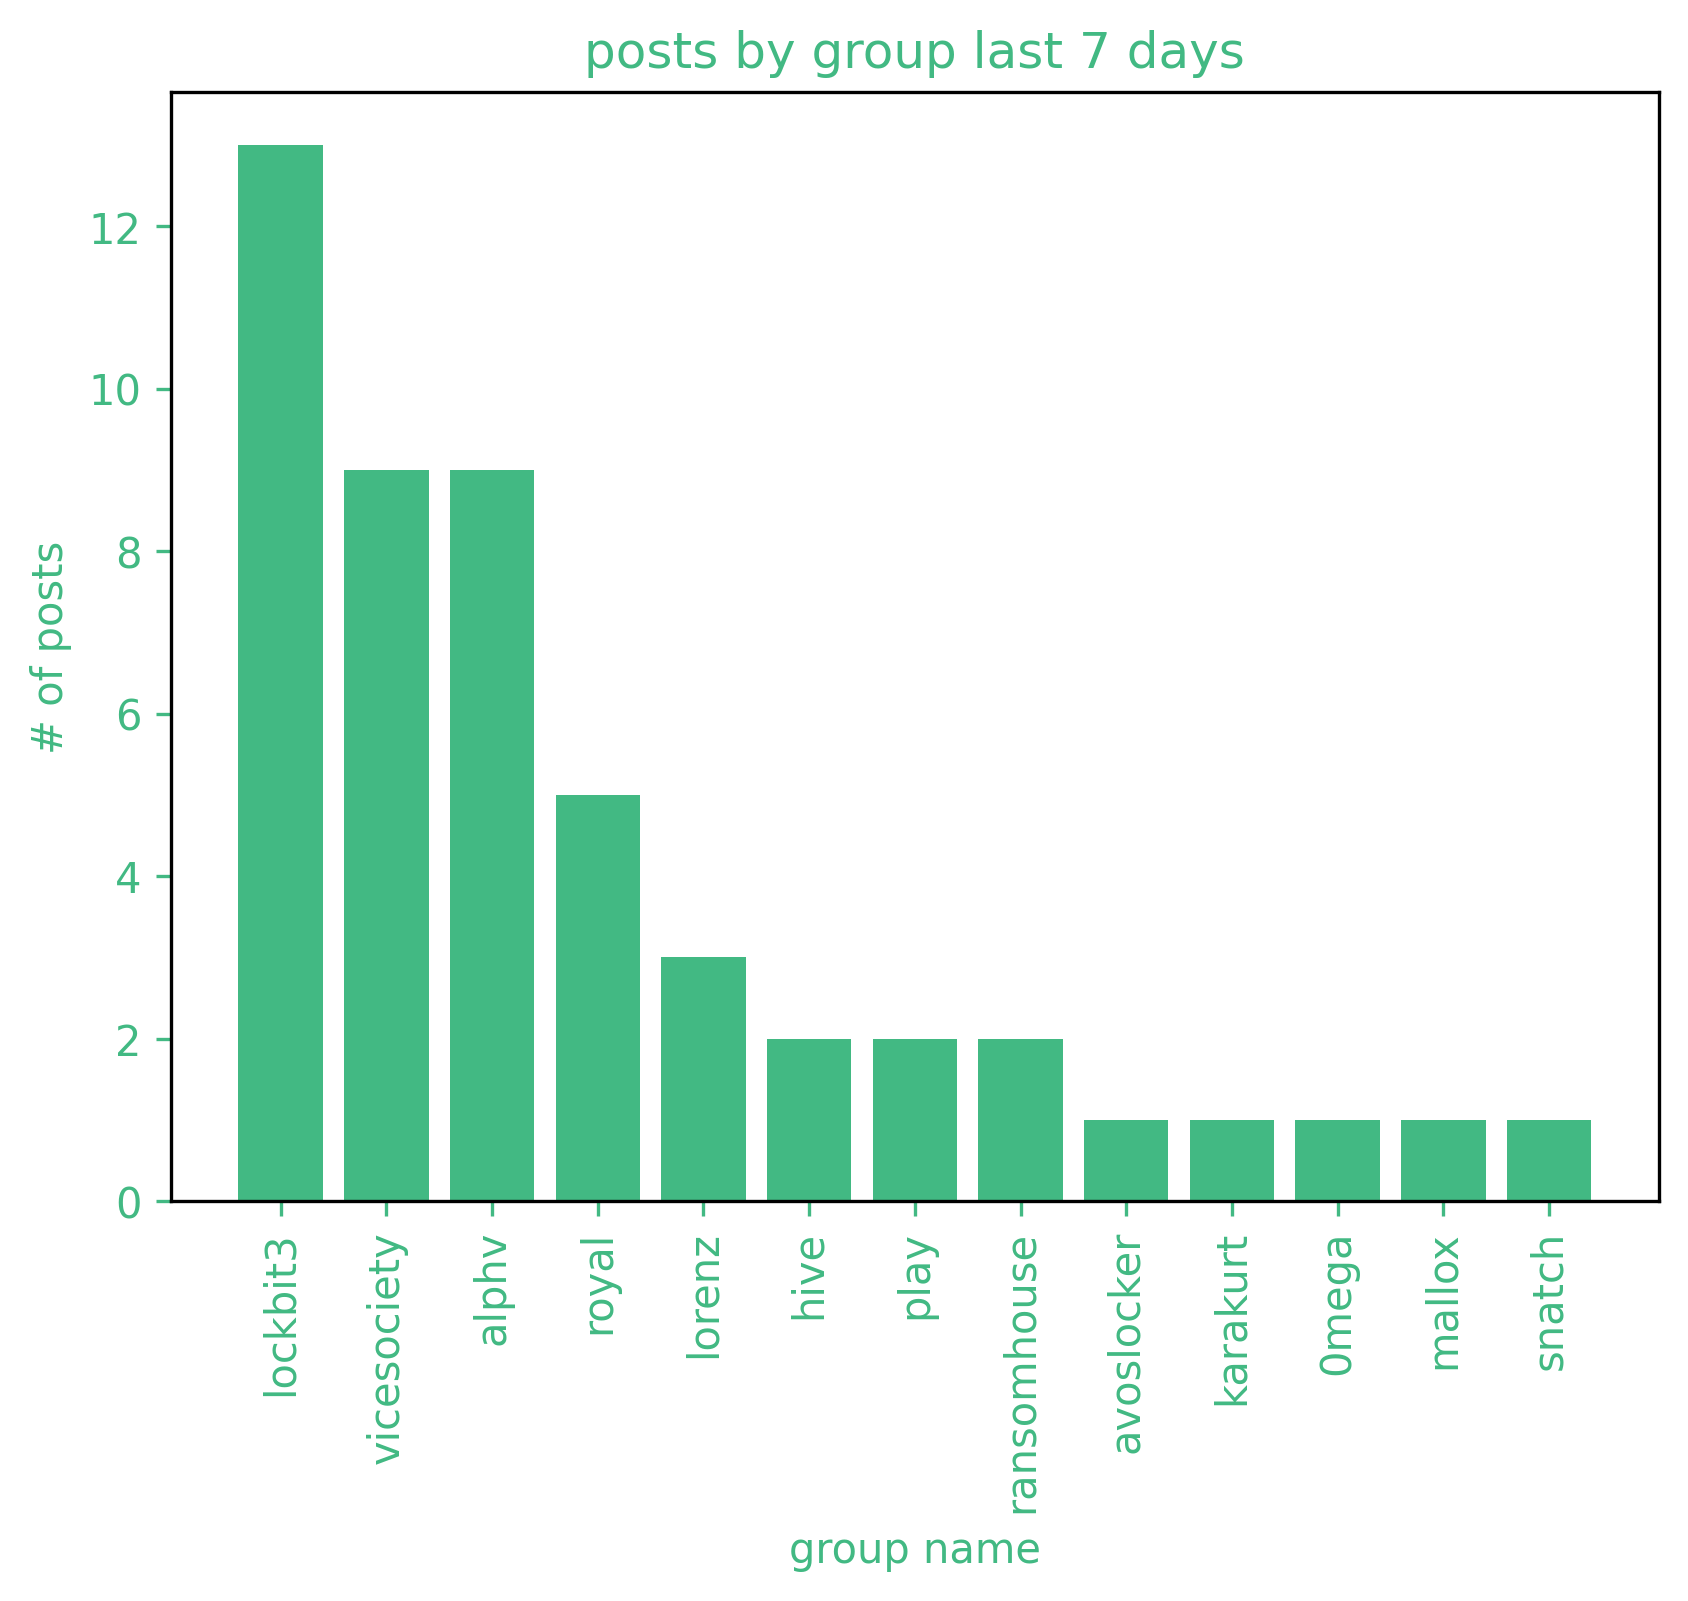 posts by group last 7 days
12
10
8
6
4
2
0
# of posts
lockbit3
vicesociety
alphv
royal
lorenz
hive
play
ransomhouse
avoslocker
karakurt
0mega
mallox
snatch
group name